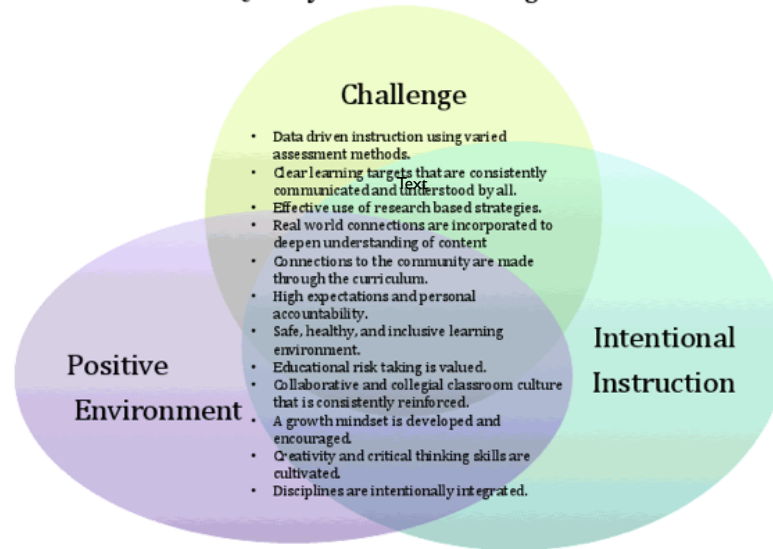 Challenge
• Data driven instruction using varied
assessment methods.
• Clear learning targets that are consistently
communicated and understood by all.
Text
• Effective use of research based strategies.
• Real world connections are incorporated to
deepen understanding of content
• Connections to the community are made
through the curriculum.
• High expectations and personal
accountability.
• Safe, healthy, and inclusive learning
environment.
• Educational risk taking is valued.
• Collaborative and collegial classroom culture
that is consistently reinforced.
• A growth mindset is developed and
encouraged.
• Creativity and critical thinking skills are
cultivated.
• Disciplines are intentionally integrated.
Positive
Environment
Intentional
Instruction